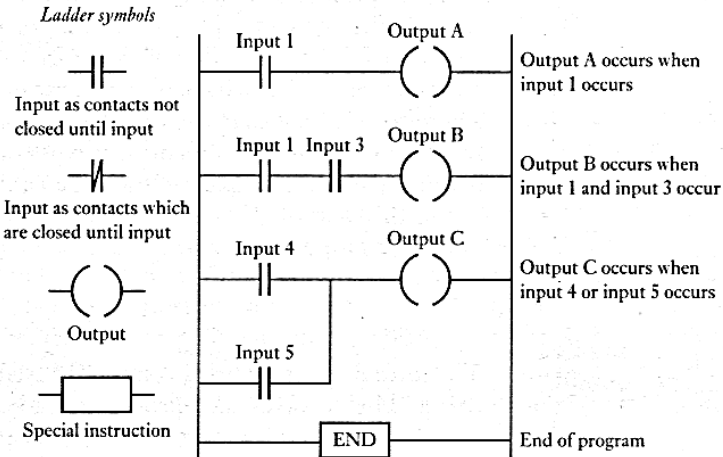 Ladder symbols
Input as contacts not
closed until input
Input as contacts which
are closed until input
Output
Special instruction
Input 1
Output A
Output A occurs when
input 1 occurs
Input 1 Input 3
Output B
Output B occurs when
input 1 and input 3 occur
Input 4
Output C
Output C occurs when
input 4 or input 5 occurs
Input 5
END
End of program